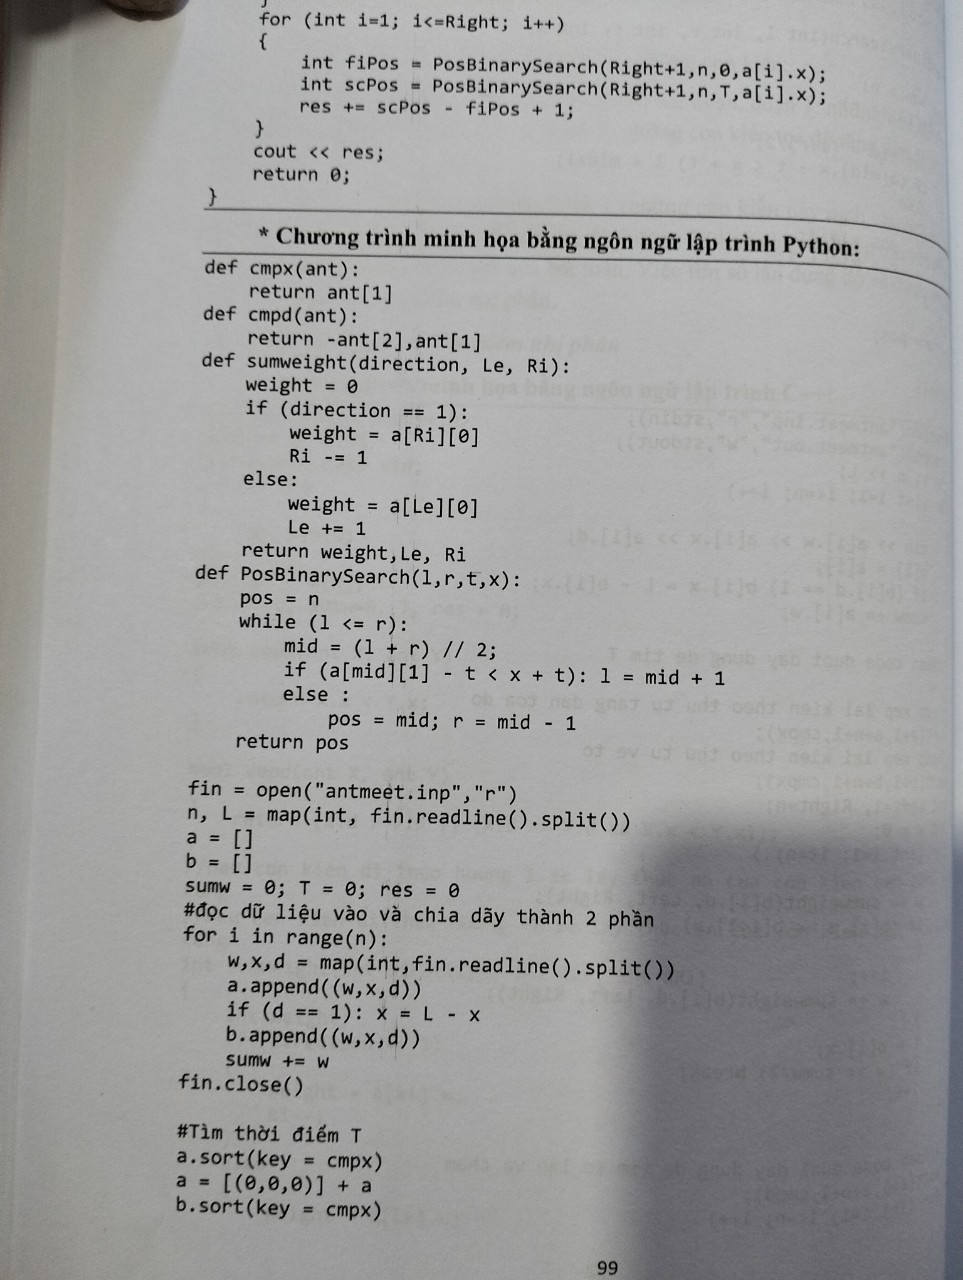 }
for (int i=1; i<=Right; i++)
{
int fiPos = PosBinarySearch(Right+1,n,0,a[i].x);
int scPos = PosBinarySearch(Right+1,n,T,a[i].x);
res += scPos - fiPos + 1;
}
cout << res;
return 0;
}
* Chương trình minh họa bằng ngôn ngữ lập trình Python:
def cmpx(ant):
return ant[1]
def cmpd(ant):
return -ant[2],ant[1]
def sumweight(direction, Le, Ri):
weight = 0
if (direction == 1):
weight = a[Ri][0]
Ri -= 1
else:
weight = a[Le][0]
Le += 1
return weight,Le, Ri
def PosBinarySearch(l,r,t,x):
pos = n
while (l <= r):
mid = (l + r) // 2;
if (a[mid][1] - t < x + t): l = mid + 1
else :
pos = mid; r = mid - 1
return pos
fin = open("antmeet.inp","r")
n, L = map(int, fin.readline().split())
a = []
b = []
sumw = 0; T = 0; res = 0
#đọc dữ liệu vào và chia dãy thành 2 phần
for i in range(n):
w,x,d = map(int,fin.readline().split())
a.append((w,x,d))
if (d == 1): x = L - x
b.append((w,x,d))
sumw += w
fin.close()
#Tìm thời điểm T
a.sort(key = cmpx)
a = [(0,0,0)] + a
b.sort(key = cmpx)
99